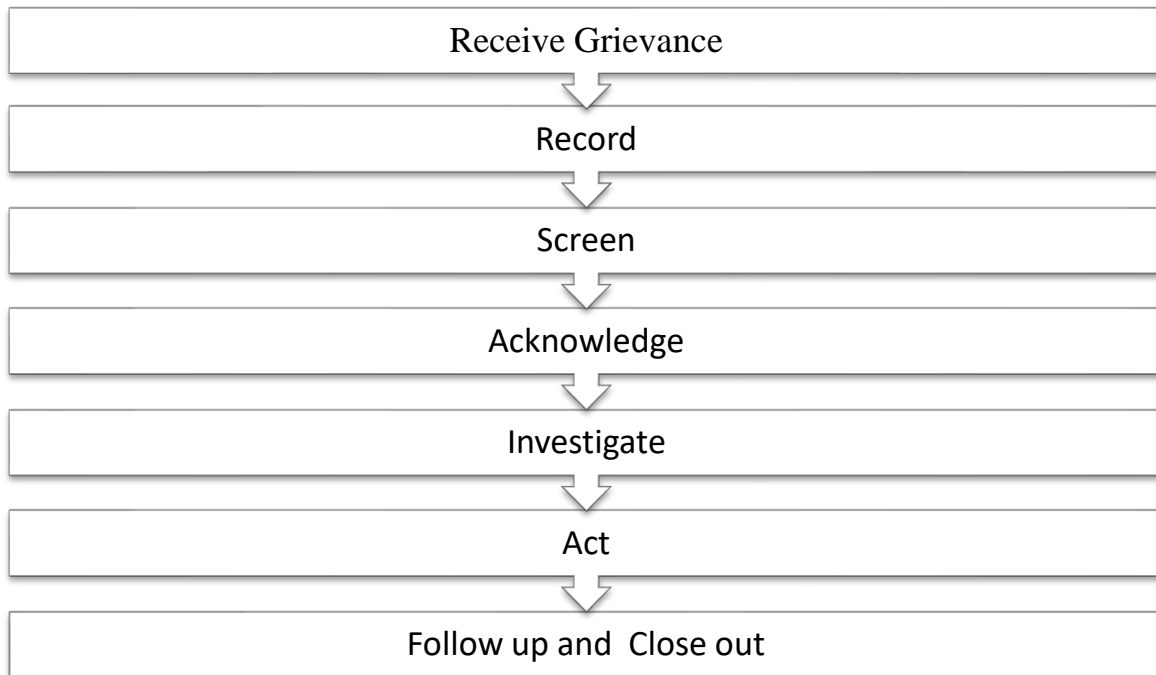 Receive Grievance
Record
Screen
Acknowledge
Investigate
Act
Follow up and  Close out